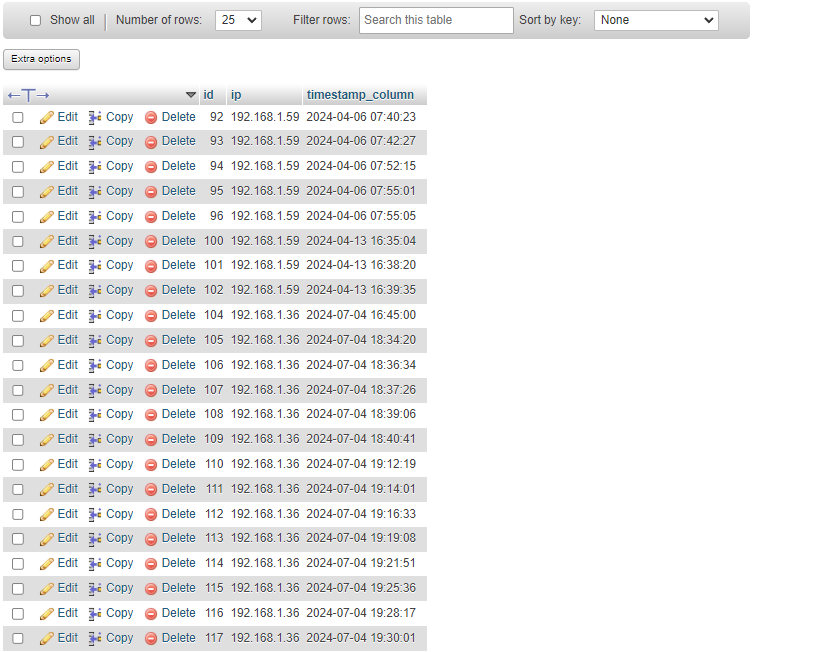 Show all Number of rows: 25 Filter rows: Search this table Sort by key: None
Extra options
id ip timestamp_column
Edit Copy Delete 92 192.168.1.59 2024-04-06 07:40:23
Edit Copy Delete 93 192.168.1.59 2024-04-06 07:42:27
Edit Copy Delete 94 192.168.1.59 2024-04-06 07:52:15
Edit Copy Delete 95 192.168.1.59 2024-04-06 07:55:01
Edit Copy Delete 96 192.168.1.59 2024-04-06 07:55:05
Edit Copy Delete 100 192.168.1.59 2024-04-13 16:35:04
Edit Copy Delete 101 192.168.1.59 2024-04-13 16:38:20
Edit Copy Delete 102 192.168.1.59 2024-04-13 16:39:35
Edit Copy Delete 104 192.168.1.36 2024-07-04 16:45:00
Edit Copy Delete 105 192.168.1.36 2024-07-04 18:34:20
Edit Copy Delete 106 192.168.1.36 2024-07-04 18:36:34
Edit Copy Delete 107 192.168.1.36 2024-07-04 18:37:26
Edit Copy Delete 108 192.168.1.36 2024-07-04 18:39:06
Edit Copy Delete 109 192.168.1.36 2024-07-04 18:40:41
Edit Copy Delete 110 192.168.1.36 2024-07-04 19:12:19
Edit Copy Delete 111 192.168.1.36 2024-07-04 19:14:01
Edit Copy Delete 112 192.168.1.36 2024-07-04 19:16:33
Edit Copy Delete 113 192.168.1.36 2024-07-04 19:19:08
Edit Copy Delete 114 192.168.1.36 2024-07-04 19:21:51
Edit Copy Delete 115 192.168.1.36 2024-07-04 19:25:36
Edit Copy Delete 116 192.168.1.36 2024-07-04 19:28:17
Edit Copy Delete 117 192.168.1.36 2024-07-04 19:30:01